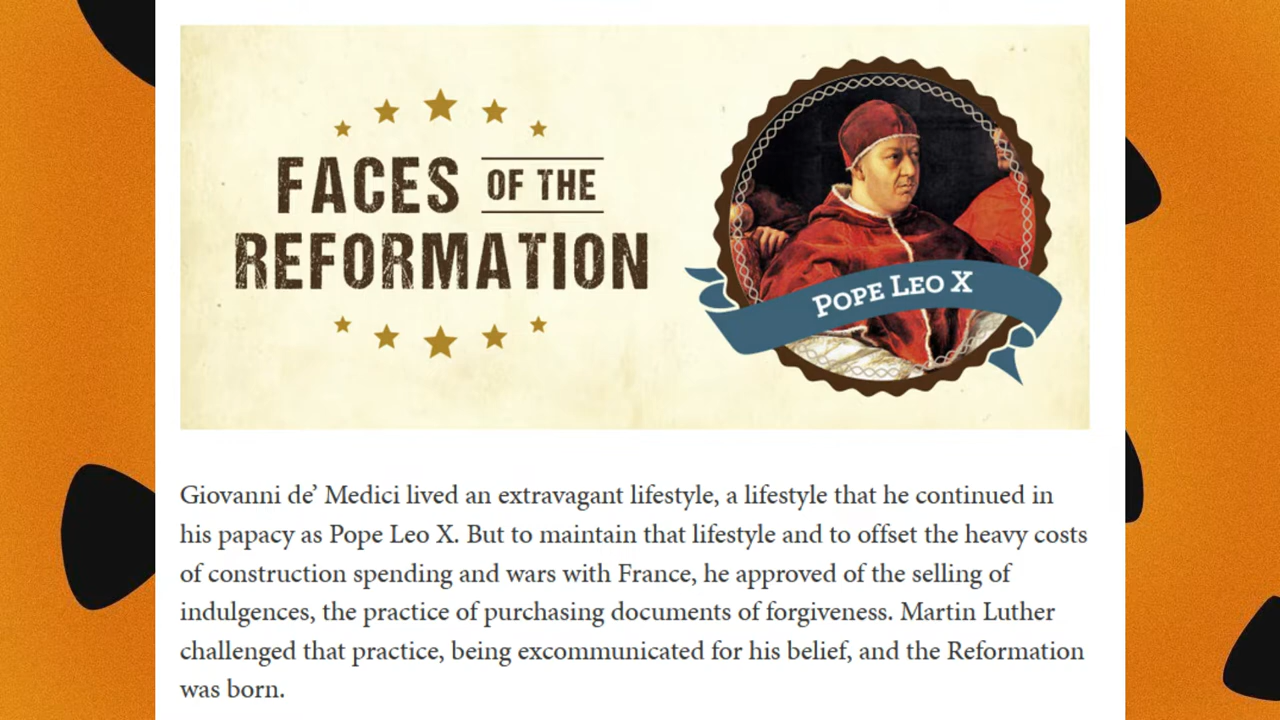 FACES OF THE
REFORMATION
POPE LEO X
Giovanni de’ Medici lived an extravagant lifestyle, a lifestyle that he continued in
his papacy as Pope Leo X. But to maintain that lifestyle and to offset the heavy costs
of construction spending and wars with France, he approved of the selling of
indulgences, the practice of purchasing documents of forgiveness. Martin Luther
challenged that practice, being excommunicated for his belief, and the Reformation
was born.